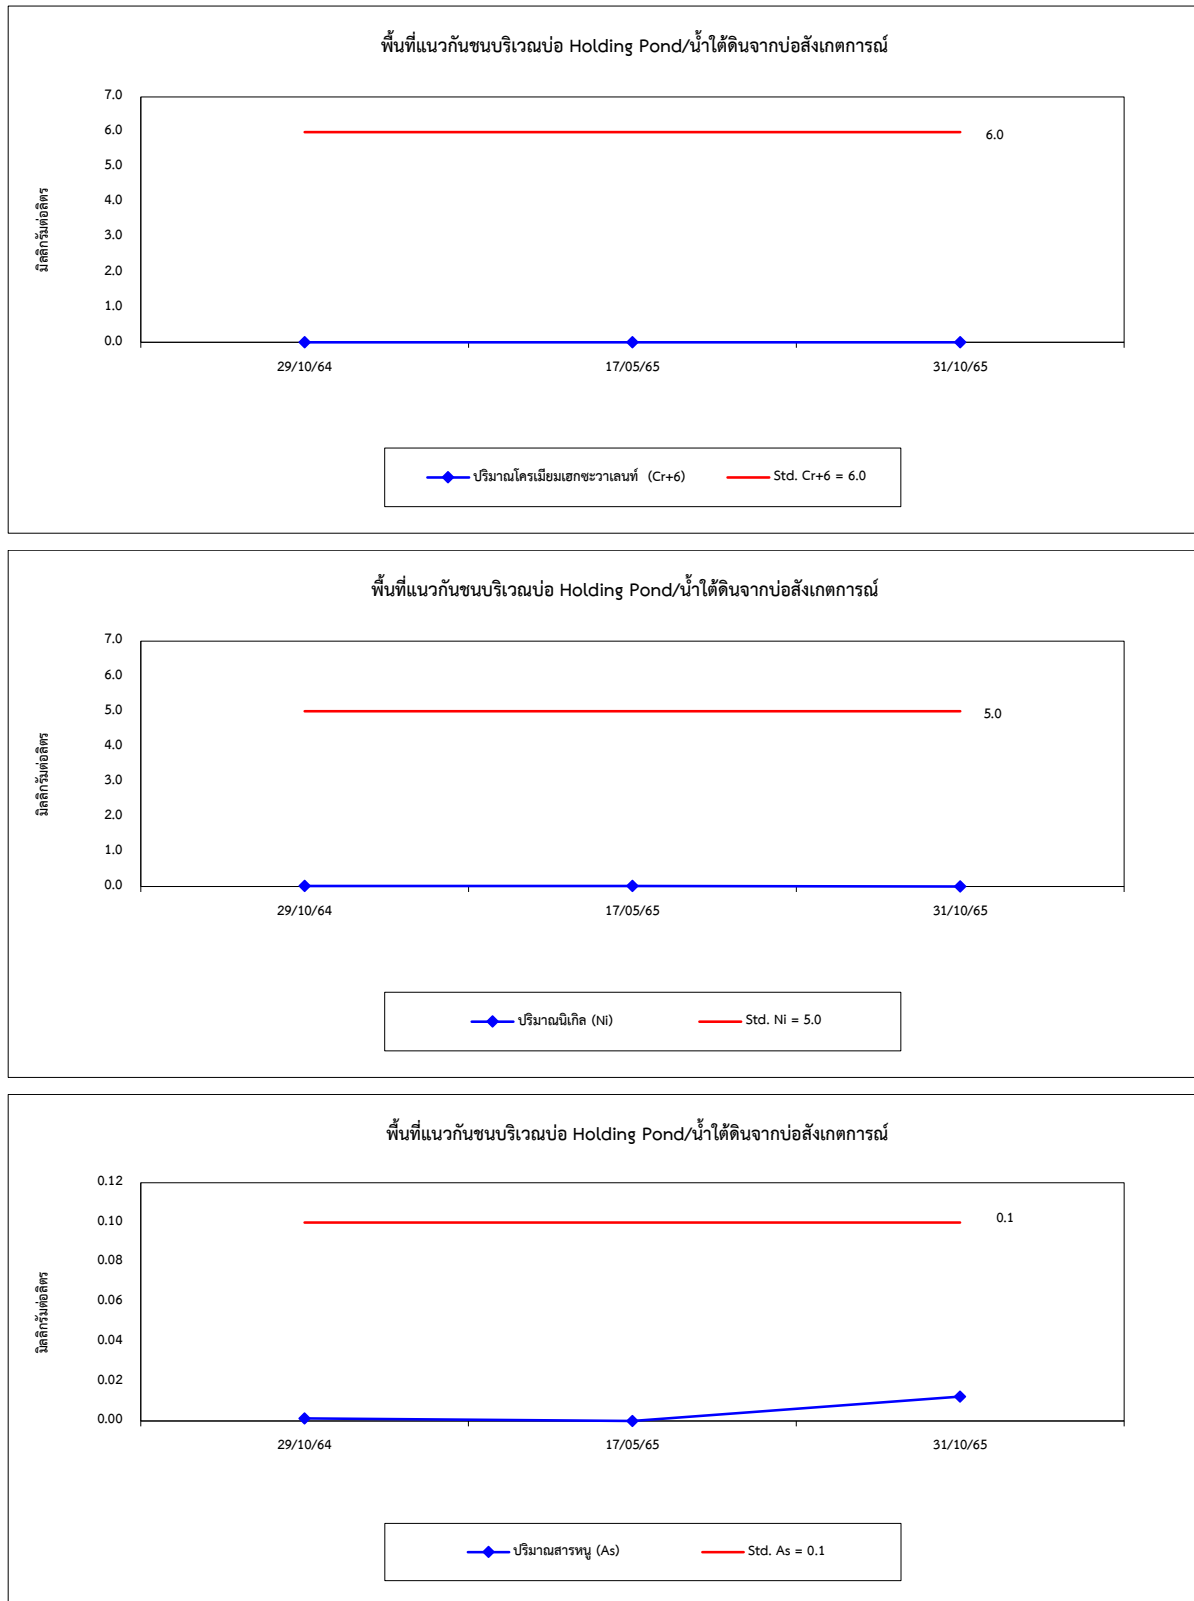 พื้นที่แนวกันชนบริเวณบ่อ Holding Pond/น้ำใต้ดินจากบ่อสังเกตการณ์
มิลลิกรัมต่อลิตร
7.0
6.0
5.0
4.0
3.0
2.0
1.0
0.0
6.0
29/10/64 17/05/65 31/10/65
ปริมาณโครเมียมเฮกซะวาเลนท์ (Cr+6) Std. Cr+6 = 6.0
พื้นที่แนวกันชนบริเวณบ่อ Holding Pond/น้ำใต้ดินจากบ่อสังเกตการณ์
มิลลิกรัมต่อลิตร
7.0
6.0
5.0
4.0
3.0
2.0
1.0
0.0
5.0
29/10/64 17/05/65 31/10/65
ปริมาณนิเกิล (Ni) Std. Ni = 5.0
พื้นที่แนวกันชนบริเวณบ่อ Holding Pond/น้ำใต้ดินจากบ่อสังเกตการณ์
มิลลิกรัมต่อลิตร
0.12
0.10
0.08
0.06
0.04
0.02
0.00
0.1
29/10/64 17/05/65 31/10/65
ปริมาณสารหนู (As) Std. As = 0.1